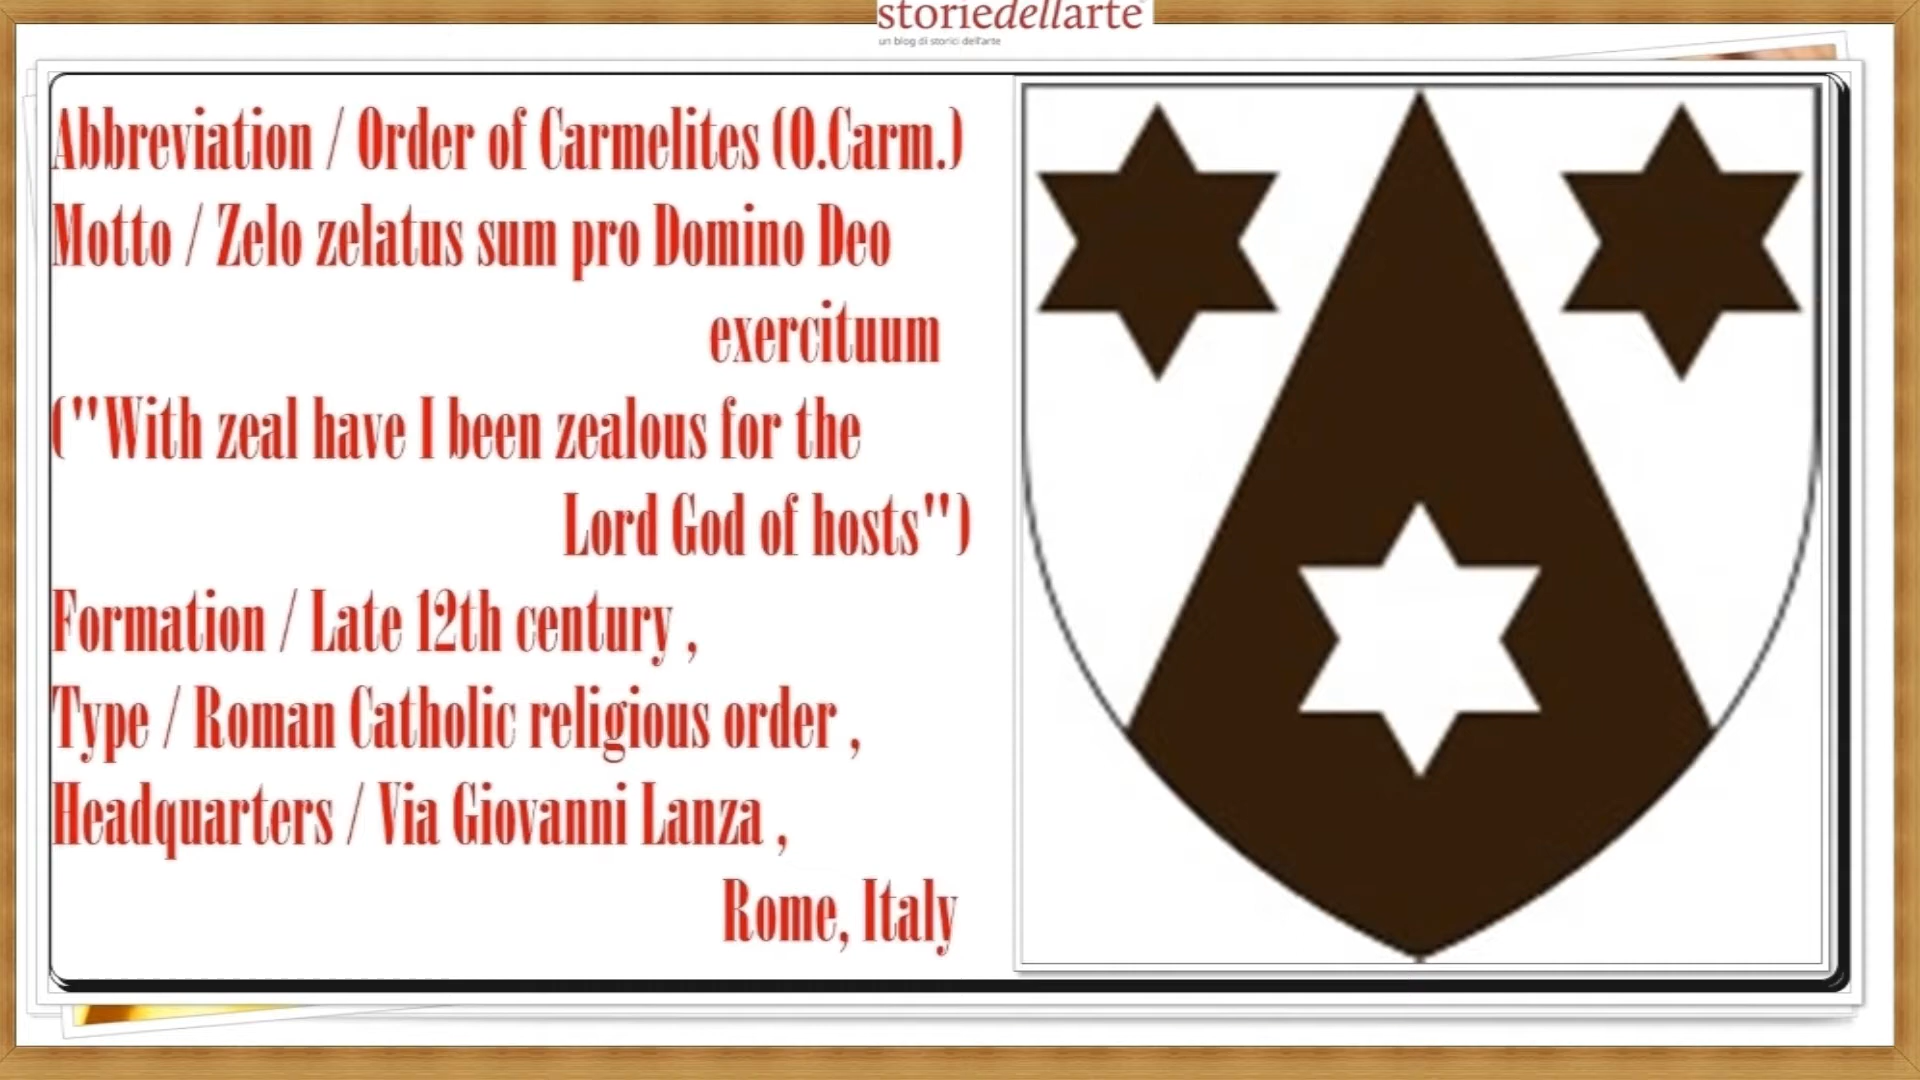 storiedellarte
un blog di storici dell'arte
Abbreviation / Order of Carmelites (O.Carm.)
Motto / Zelo zelatus sum pro Domino Deo
exercituum
("With zeal have I been zealous for the
Lord God of hosts")
Formation / Late 12th century ,
Type / Roman Catholic religious order ,
Headquarters / Via Giovanni Lanza ,
Rome, Italy